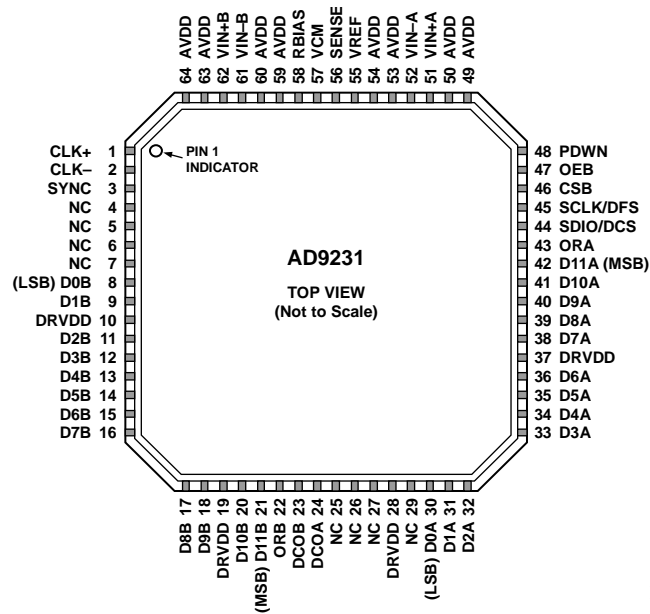 64 AVDD
63 AVDD
62 VIN+B
61 VIN–B
60 AVDD
59 AVDD
58 RBIAS
57 VCM
56 SENSE
55 VREF
54 AVDD
53 AVDD
52 VIN–A
51 VIN+A
50 AVDD
49 AVDD
CLK+ 1
CLK– 2
SYNC 3
NC 4
NC 5
NC 6
NC 7
(LSB) D0B 8
D1B 9
DRVDD 10
D2B 11
D3B 12
D4B 13
D5B 14
D6B 15
D7B 16
PIN 1
INDICATOR
AD9231
TOP VIEW
(Not to Scale)
48 PDWN
47 OEB
46 CSB
45 SCLK/DFS
44 SDIO/DCS
43 ORA
42 D11A (MSB)
41 D10A
40 D9A
39 D8A
38 D7A
37 DRVDD
36 D6A
35 D5A
34 D4A
33 D3A
D8B 17
D9B 18
DRVDD 19
D10B 20
(MSB) D11B 21
ORB 22
DCOB 23
DCOA 24
NC 25
NC 26
NC 27
DRVDD 28
NC 29
(LSB) D0A 30
D1A 31
D2A 32